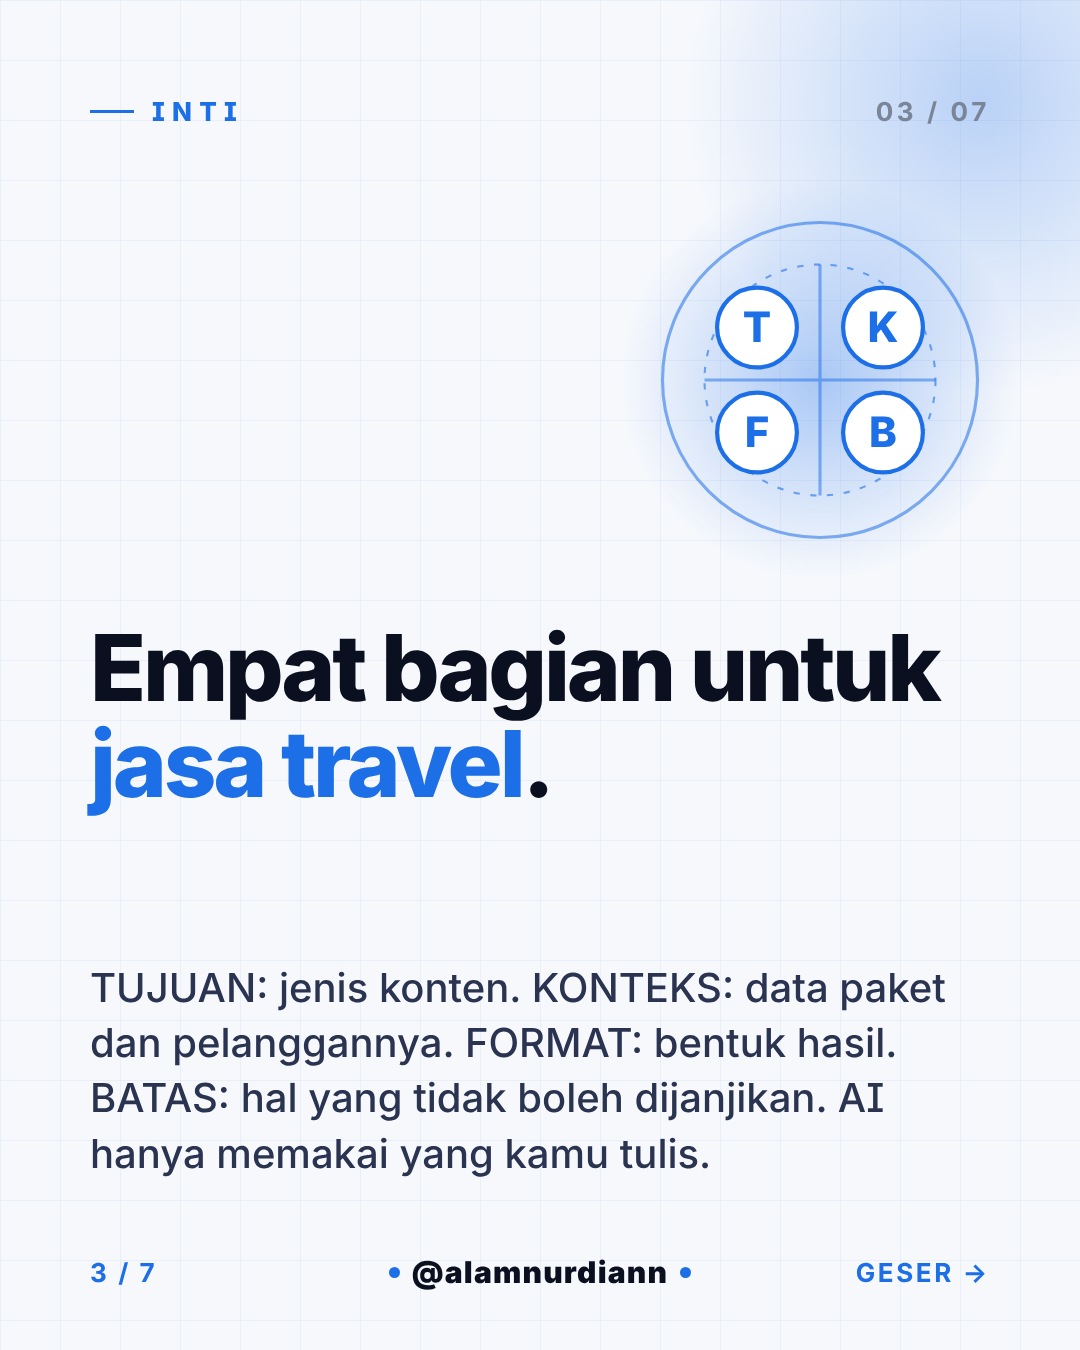 INTI
03 / 07
T K
F B
Empat bagian untuk
jasa travel.
TUJUAN: jenis konten. KONTEKS: data paket
dan pelanggannya. FORMAT: bentuk hasil.
BATAS: hal yang tidak boleh dijanjikan. AI
hanya memakai yang kamu tulis.
3 / 7
• @alamnurdiann •
GESER →